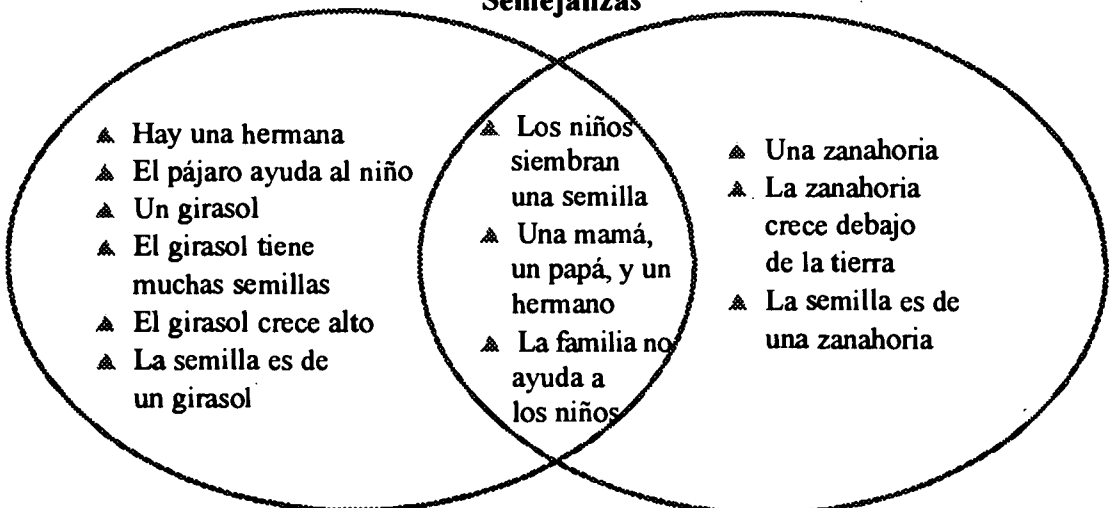 Semejanzas
▲ Hay una hermana
▲ El pájaro ayuda al niño
▲ Un girasol
▲ El girasol tiene
muchas semillas
▲ El girasol crece alto
▲ La semilla es de
un girasol
▲ Los niños
siembran
una semilla
▲ Una mamá,
un papá, y un
hermano
▲ La familia no
ayuda a
los niños
▲ Una zanahoria
▲ La zanahoria
crece debajo
de la tierra
▲ La semilla es de
una zanahoria